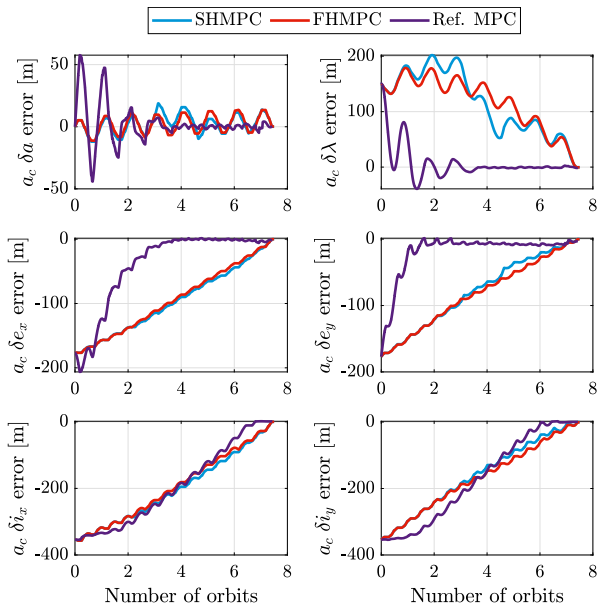 SHMPC FHMPC Ref. MPC
a_c δa error [m]
50
0
-50
0 2 4 6 8
a_c δλ error [m]
200
100
0
0 2 4 6 8
a_c δe_x error [m]
0
-100
-200
0 2 4 6 8
a_c δe_y error [m]
0
-100
-200
0 2 4 6 8
a_c δi_x error [m]
0
-200
-400
0 2 4 6 8
Number of orbits
a_c δi_y error [m]
0
-200
-400
0 2 4 6 8
Number of orbits